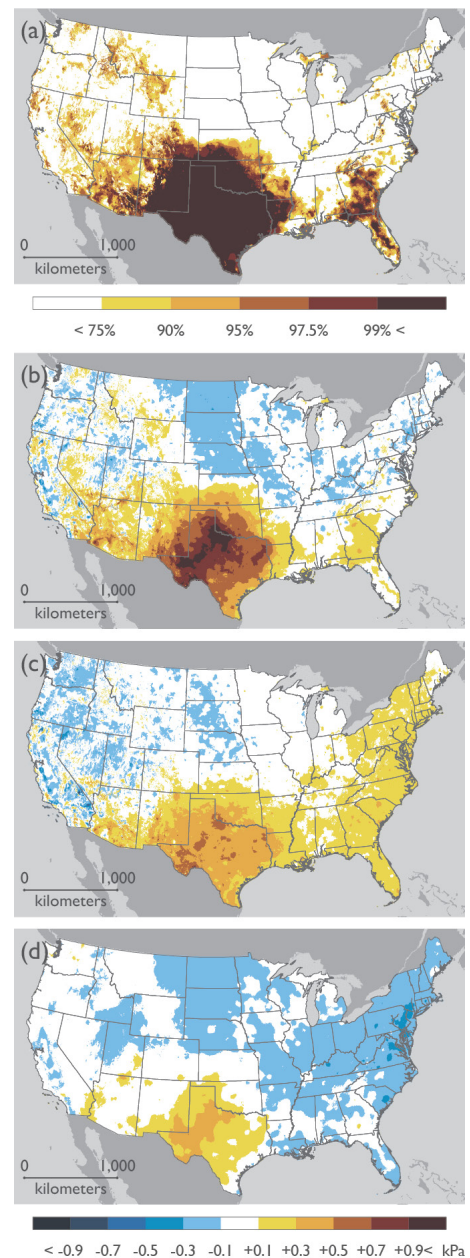 (a)
0 1,000
kilometers
< 75% 90% 95% 97.5% 99% <
(b)
0 1,000
kilometers
(c)
0 1,000
kilometers
(d)
0 1,000
kilometers
< -0.9 -0.7 -0.5 -0.3 -0.1 +0.1 +0.3 +0.5 +0.7 +0.9< kPa